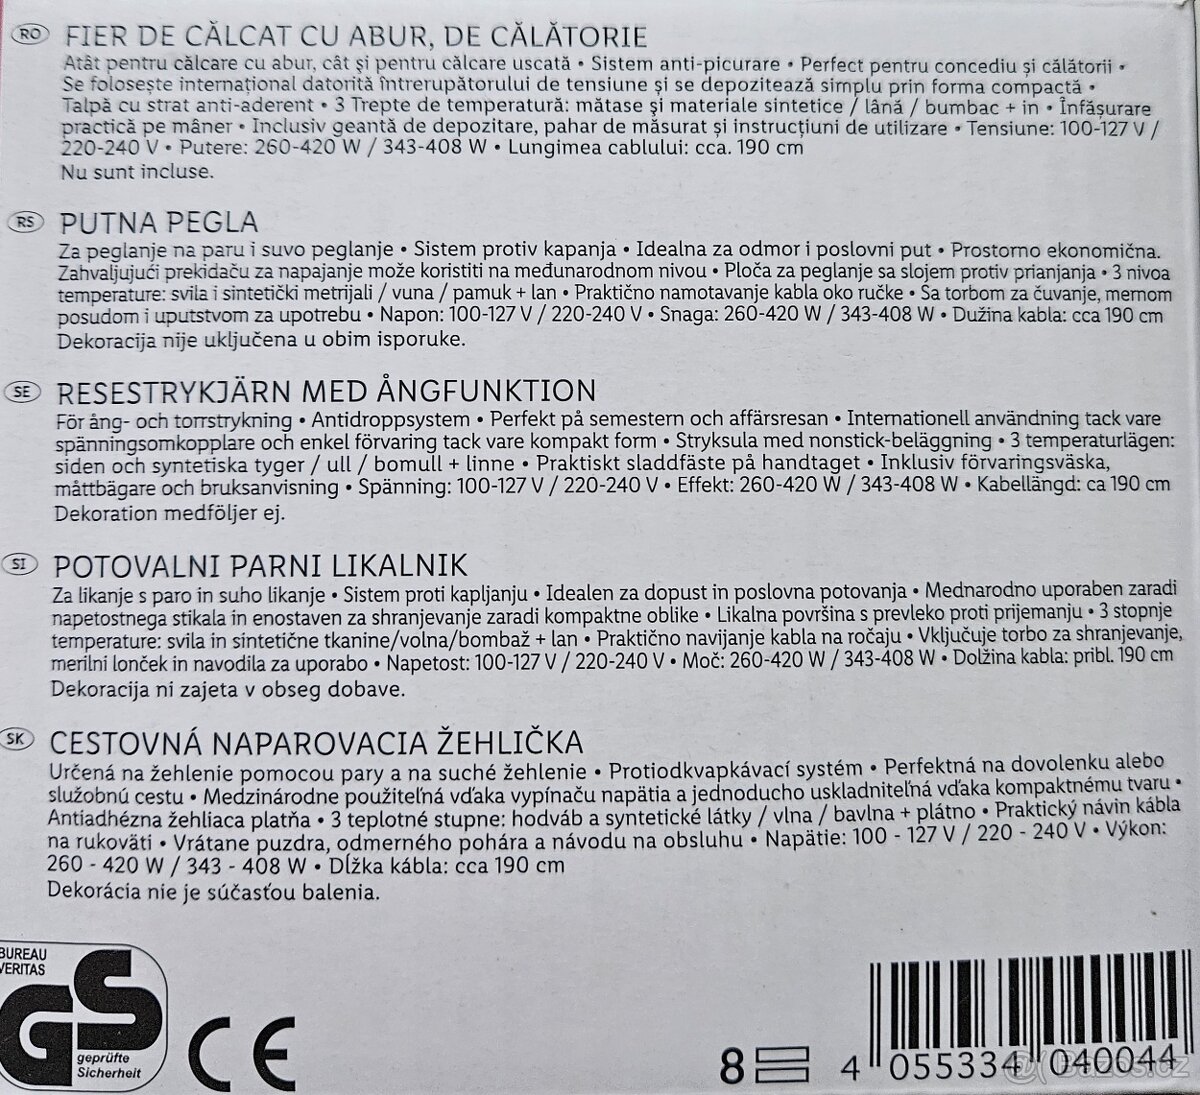 RO FIER DE CĂLCAT CU ABUR, DE CĂLĂTORIE
Atât pentru călcare cu abur, cât și pentru călcare uscată • Sistem anti-picurare • Perfect pentru concediu și călătorii •
Se folosește internațional datorită întrerupătorului de tensiune și se depozitează simplu prin forma compactă •
Talpă cu strat anti-aderent • 3 Trepte de temperatură: mătase și materiale sintetice / lână / bumbac + in • Înfășurare
practică pe mâner • Inclusiv geantă de depozitare, pahar de măsurat și instrucțiuni de utilizare • Tensiune: 100-127 V /
220-240 V • Putere: 260-420 W / 343-408 W • Lungimea cablului: cca. 190 cm
Nu sunt incluse.
RS PUTNA PEGLA
Za peglanje na paru i suvo peglanje • Sistem protiv kapanja • Idealna za odmor i poslovni put • Prostorno ekonomična.
Zahvaljujući prekidaču za napajanje može koristiti na međunarodnom nivou • Ploča za peglanje sa slojem protiv prianjanja • 3 nivoa
temperature: svila i sintetički metrijali / vuna / pamuk + lan • Praktično namotavanje kabla oko ručke • Sa torbom za čuvanje, mernom
posudom i uputstvom za upotrebu • Napon: 100-127 V / 220-240 V • Snaga: 260-420 W / 343-408 W • Dužina kabla: cca 190 cm
Dekoracija nije uključena u obim isporuke.
SE RESESTRYKJÄRN MED ÅNGFUNKTION
För ång- och torrstrykning • Antidroppsystem • Perfekt på semestern och affärsresan • Internationell användning tack vare
spänningsomkopplare och enkel förvaring tack vare kompakt form • Stryksula med nonstick-beläggning • 3 temperaturlägen:
siden och syntetiska tyger / ull / bomull + linne • Praktiskt sladdfäste på handtaget • Inklusiv förvaringsväska,
måttbägare och bruksanvisning • Spänning: 100-127 V / 220-240 V • Effekt: 260-420 W / 343-408 W • Kabellängd: ca 190 cm
Dekoration medföljer ej.
SI POTOVALNI PARNI LIKALNIK
Za likanje s paro in suho likanje • Sistem proti kapljanju • Idealen za dopust in poslovna potovanja • Mednarodno uporaben zaradi
napetostnega stikala in enostaven za shranjevanje zaradi kompaktne oblike • Likalna površina s prevleko proti prijemanju • 3 stopnje
temperature: svila in sintetične tkanine/volna/bombaž + lan • Praktično navijanje kabla na ročaju • Vključuje torbo za shranjevanje,
merilni lonček in navodila za uporabo • Napetost: 100-127 V / 220-240 V • Moč: 260-420 W / 343-408 W • Dolžina kabla: pribl. 190 cm
Dekoracija ni zajeta v obseg dobave.
SK CESTOVNÁ NAPAROVACIA ŽEHLIČKA
Určená na žehlenie pomocou pary a na suché žehlenie • Protiodkvapkávací systém • Perfektná na dovolenku alebo
služobnú cestu • Medzinárodne použiteľná vďaka vypínaču napätia a jednoducho uskladniteľná vďaka kompaktnému tvaru •
Antiadhézna žehliaca platňa • 3 teplotné stupne: hodváb a syntetické látky / vlna / bavlna + plátno • Praktický návin kábla
na rukoväti • Vrátane puzdra, odmerného pohára a návodu na obsluhu • Napätie: 100 - 127 V / 220 - 240 V • Výkon:
260 - 420 W / 343 - 408 W • Dĺžka kábla: cca 190 cm
Dekorácia nie je súčasťou balenia.
BUREAU
VERITAS
GS
geprüfte
Sicherheit
CE
8
4 055334 040044
@Bazos.cz